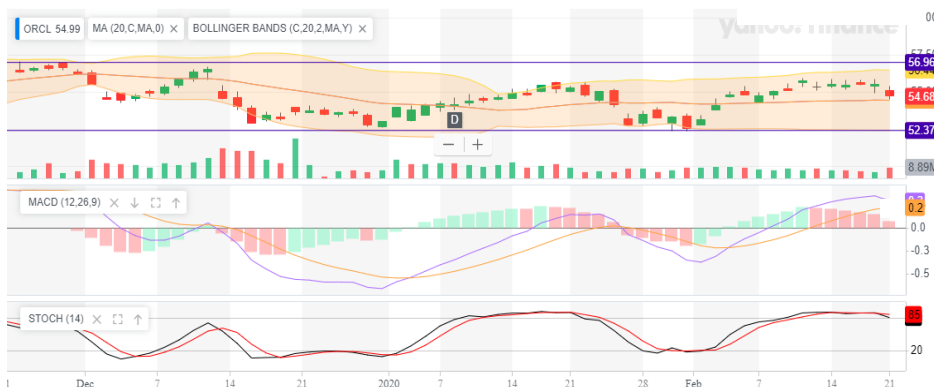 ORCL 54.99 MA (20,C,MA,0) BOLLINGER BANDS (C,20,2,MA,Y)
yahoo! finance
56.96
54.68
52.37
D
8.89M
MACD (12,26,9)
0.2
0.0
-0.3
-0.5
STOCH (14)
85
20
Dec 7 14 21 2020 7 14 21 28 Feb 7 14 21